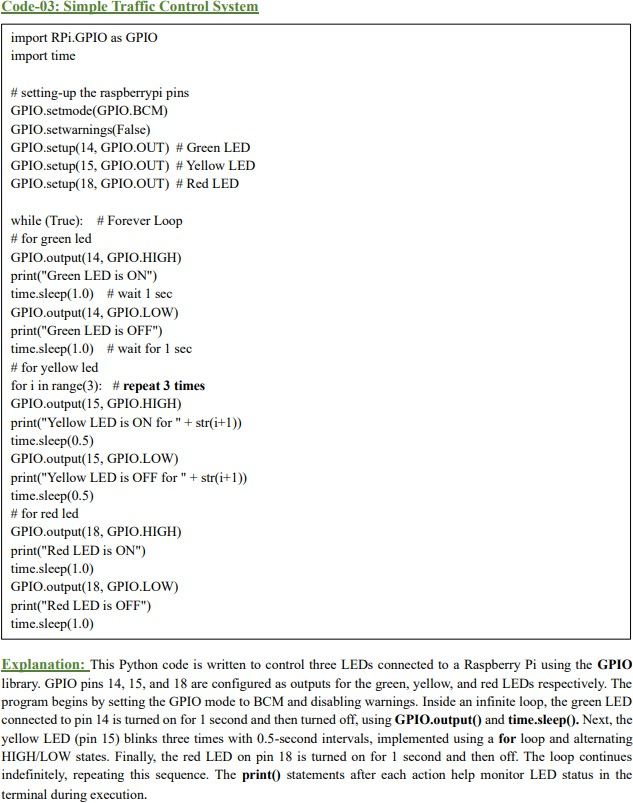 Code-03: Simple Traffic Control System
import RPi.GPIO as GPIO
import time
# setting-up the raspberrypi pins
GPIO.setmode(GPIO.BCM)
GPIO.setwarnings(False)
GPIO.setup(14, GPIO.OUT) # Green LED
GPIO.setup(15, GPIO.OUT) # Yellow LED
GPIO.setup(18, GPIO.OUT) # Red LED
while (True): # Forever Loop
# for green led
GPIO.output(14, GPIO.HIGH)
print("Green LED is ON")
time.sleep(1.0) # wait 1 sec
GPIO.output(14, GPIO.LOW)
print("Green LED is OFF")
time.sleep(1.0) # wait for 1 sec
# for yellow led
for i in range(3): # repeat 3 times
GPIO.output(15, GPIO.HIGH)
print("Yellow LED is ON for " + str(i+1))
time.sleep(0.5)
GPIO.output(15, GPIO.LOW)
print("Yellow LED is OFF for " + str(i+1))
time.sleep(0.5)
# for red led
GPIO.output(18, GPIO.HIGH)
print("Red LED is ON")
time.sleep(1.0)
GPIO.output(18, GPIO.LOW)
print("Red LED is OFF")
time.sleep(1.0)
Explanation: This Python code is written to control three LEDs connected to a Raspberry Pi using the GPIO
library. GPIO pins 14, 15, and 18 are configured as outputs for the green, yellow, and red LEDs respectively. The
program begins by setting the GPIO mode to BCM and disabling warnings. Inside an infinite loop, the green LED
connected to pin 14 is turned on for 1 second and then turned off, using GPIO.output() and time.sleep(). Next, the
yellow LED (pin 15) blinks three times with 0.5-second intervals, implemented using a for loop and alternating
HIGH/LOW states. Finally, the red LED on pin 18 is turned on for 1 second and then off. The loop continues
indefinitely, repeating this sequence. The print() statements after each action help monitor LED status in the
terminal during execution.